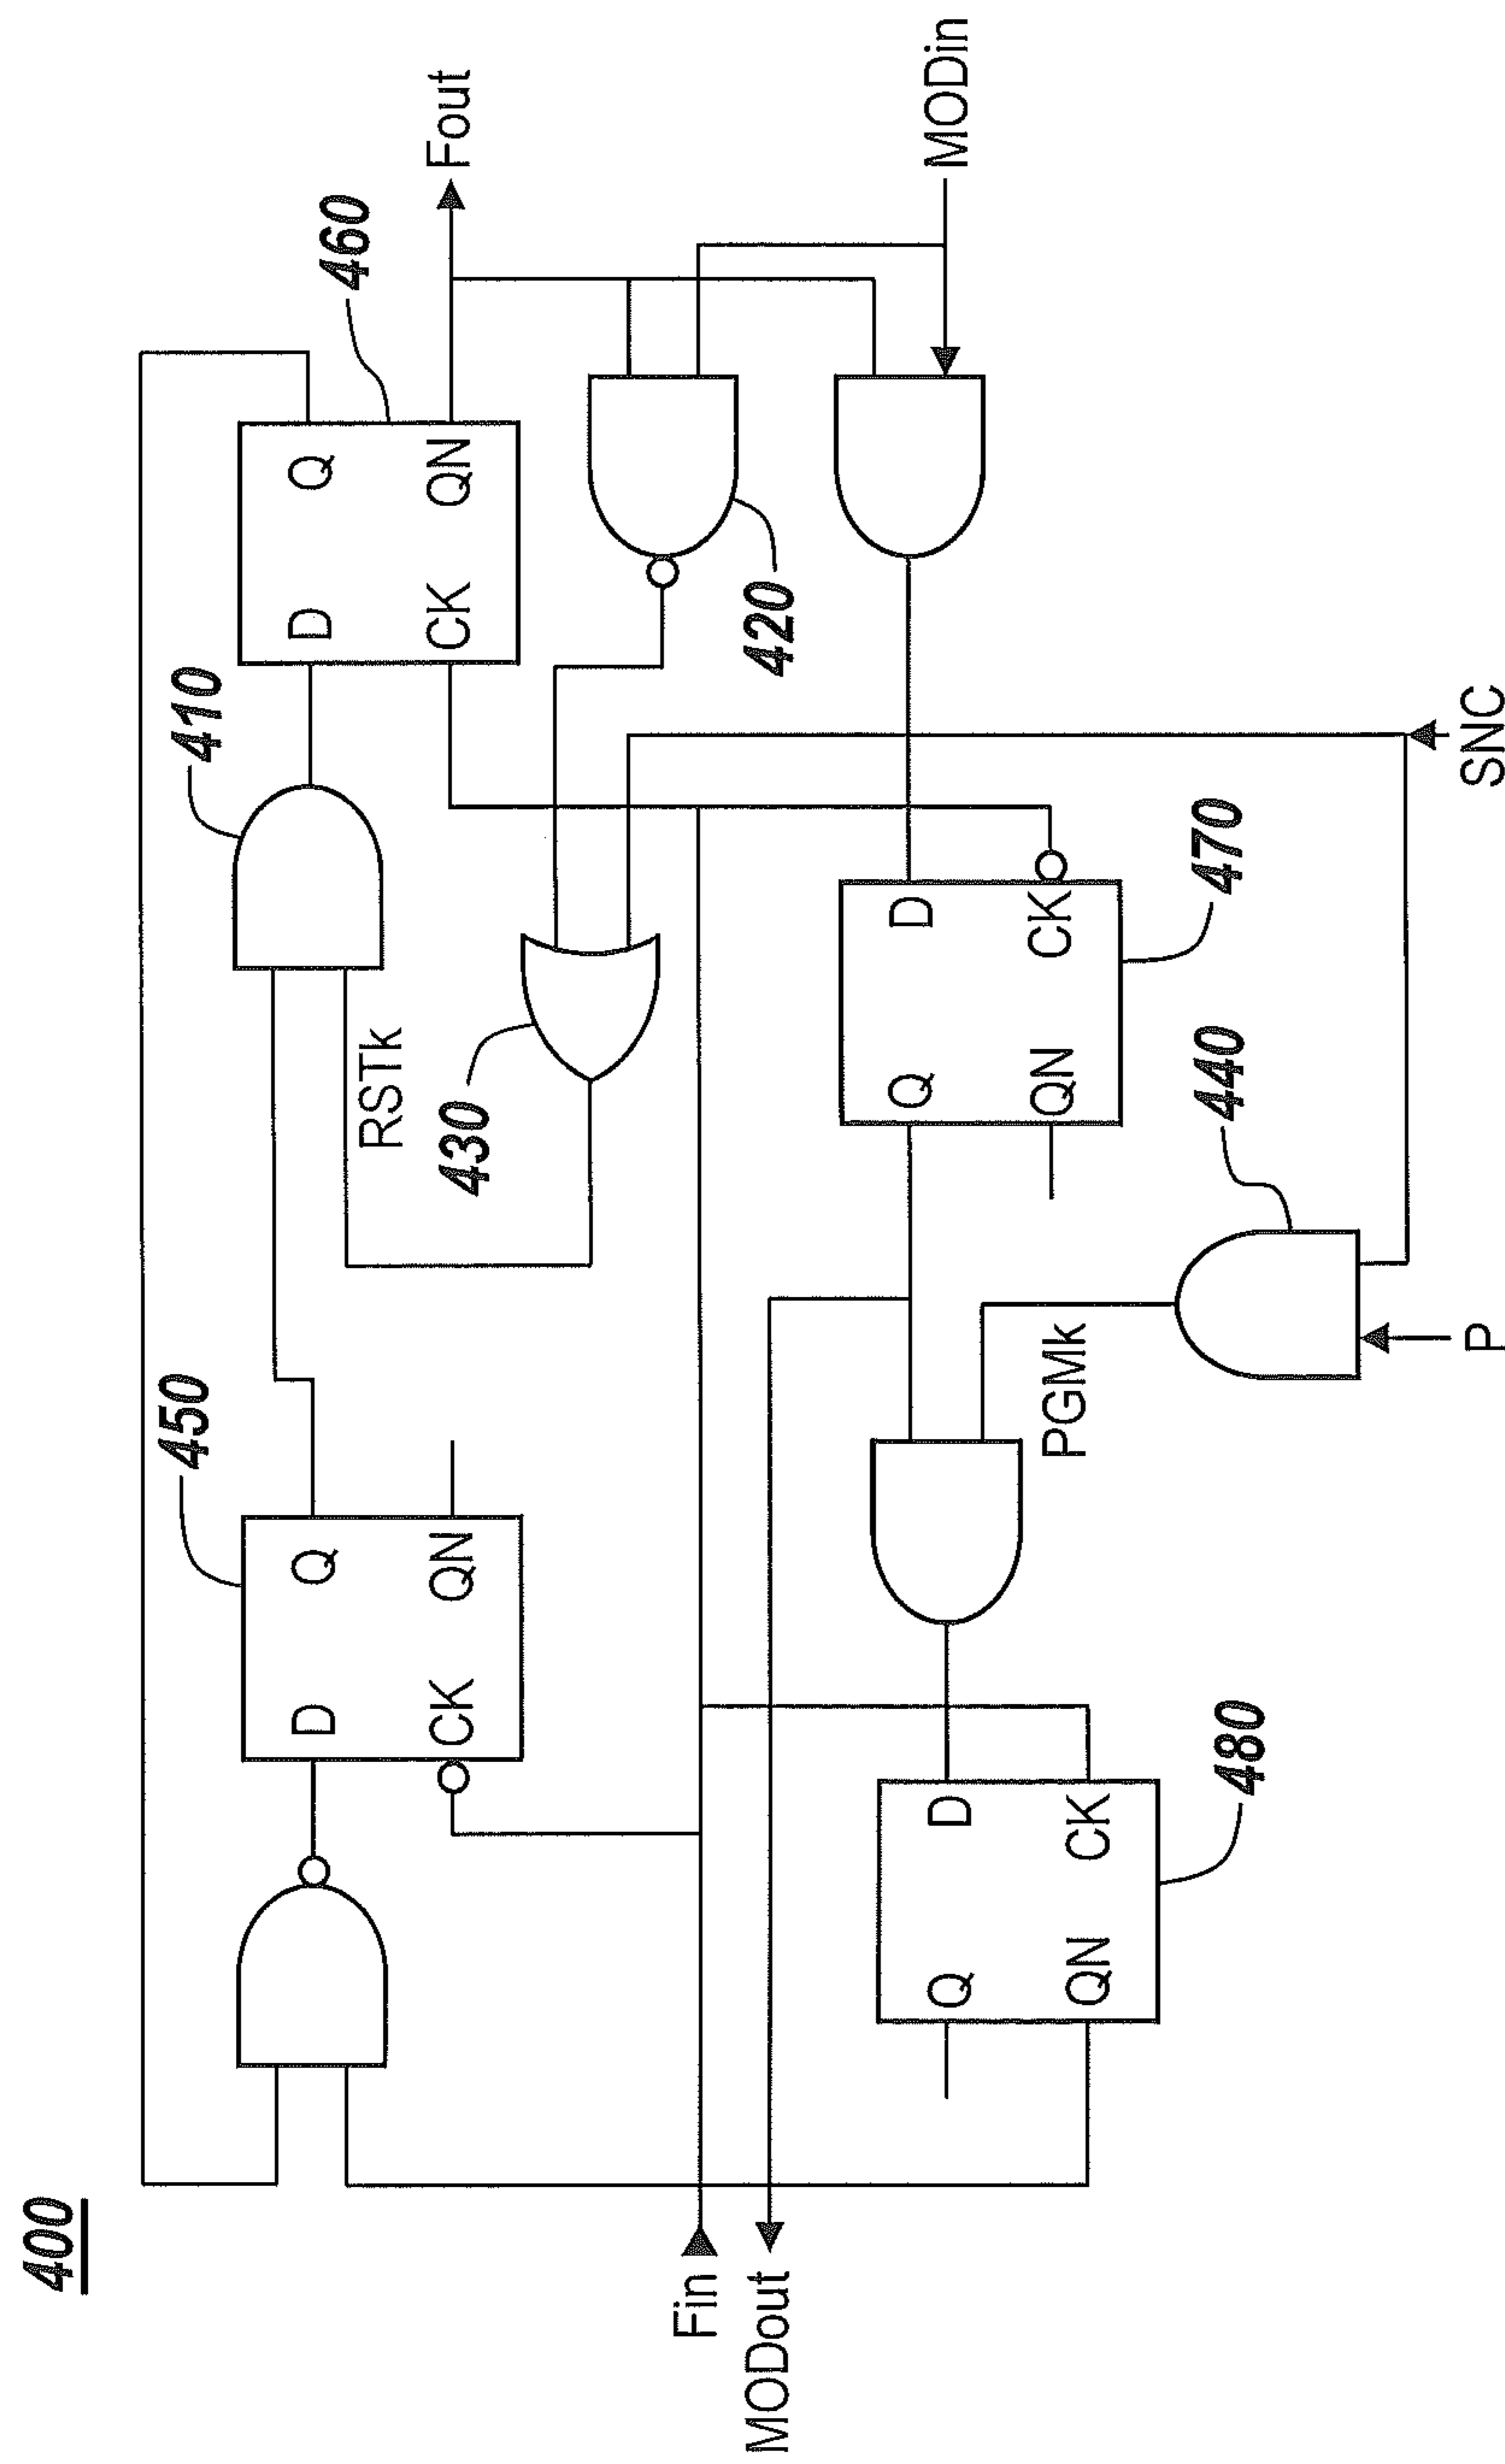 400
450
D
Q
CK
QN
410
RSTk
430
460
D
Q
CK
QN
Fout
420
MODin
Fin
MODout
480
Q
D
QN
CK
PGMk
440
P
470
Q
D
QN
CK
SNC